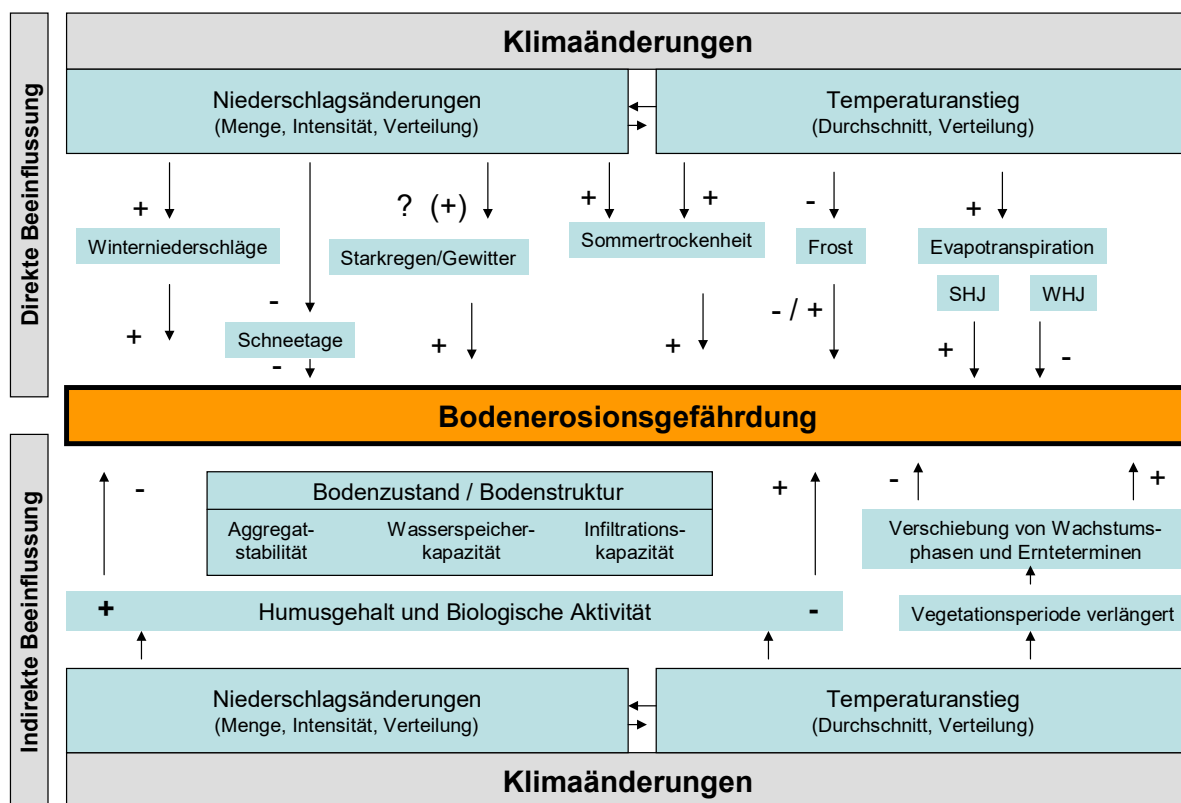 Klimaänderungen
Direkte Beeinflussung
Niederschlagsänderungen
(Menge, Intensität, Verteilung)
Temperaturanstieg
(Durchschnitt, Verteilung)
+
? (+)
+
+
-
+
Winterniederschläge
Starkregen/Gewitter
Sommertrockenheit
Frost
Evapotranspiration
SHJ
WHJ
-
- / +
+
Schneetage
+
+
+
-
-
Bodenerosionsgefährdung
Indirekte Beeinflussung
-
+
-
+
Bodenzustand / Bodenstruktur
Aggregat-
stabilität
Wasserspeicher-
kapazität
Infiltrations-
kapazität
Verschiebung von Wachstums-
phasen und Ernteterminen
+
Humusgehalt und Biologische Aktivität
-
Vegetationsperiode verlängert
Niederschlagsänderungen
(Menge, Intensität, Verteilung)
Temperaturanstieg
(Durchschnitt, Verteilung)
Klimaänderungen